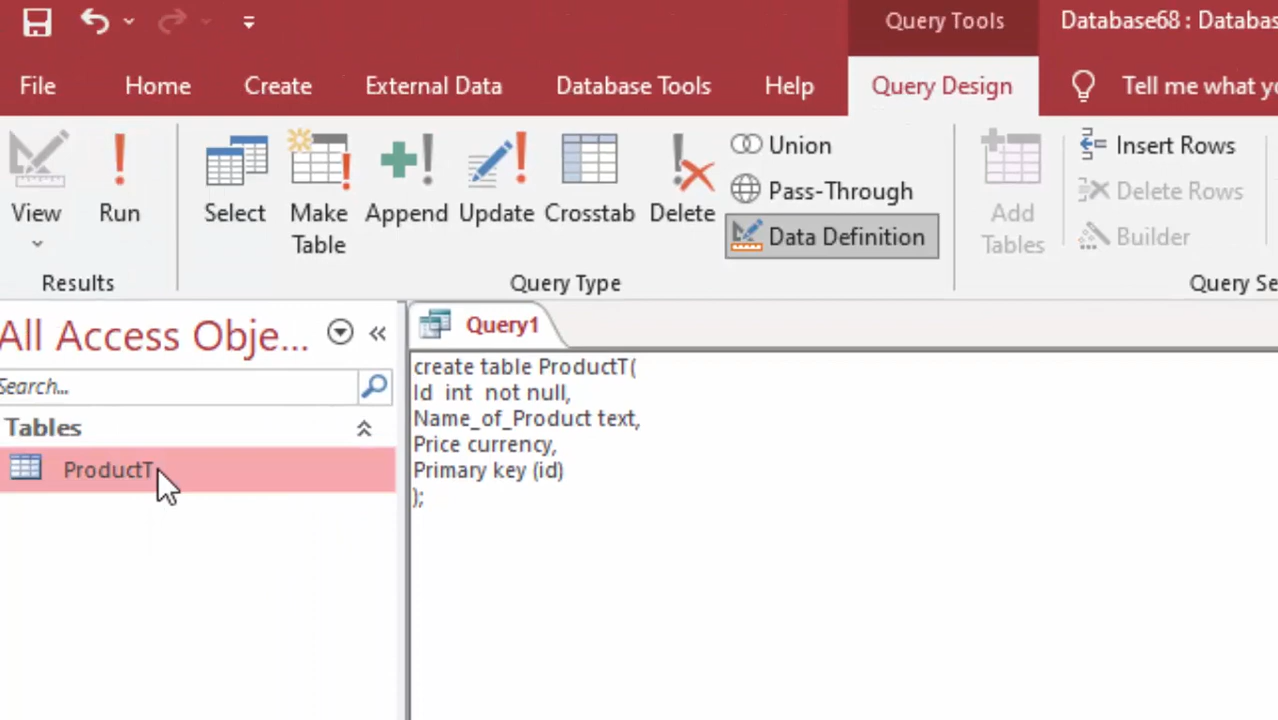 Query Tools
Database68 : Databas
File
Home
Create
External Data
Database Tools
Help
Query Design
Tell me what yo
View
Run
Select
Make
Table
Append
Update
Crosstab
Delete
Union
Pass-Through
Data Definition
Add
Tables
Insert Rows
Delete Rows
Builder
Results
Query Type
Query Se
All Access Obje...
Search...
Tables
ProductT
Query1
create table ProductT(
Id  int  not null,
Name_of_Product text,
Price currency,
Primary key (id)
);